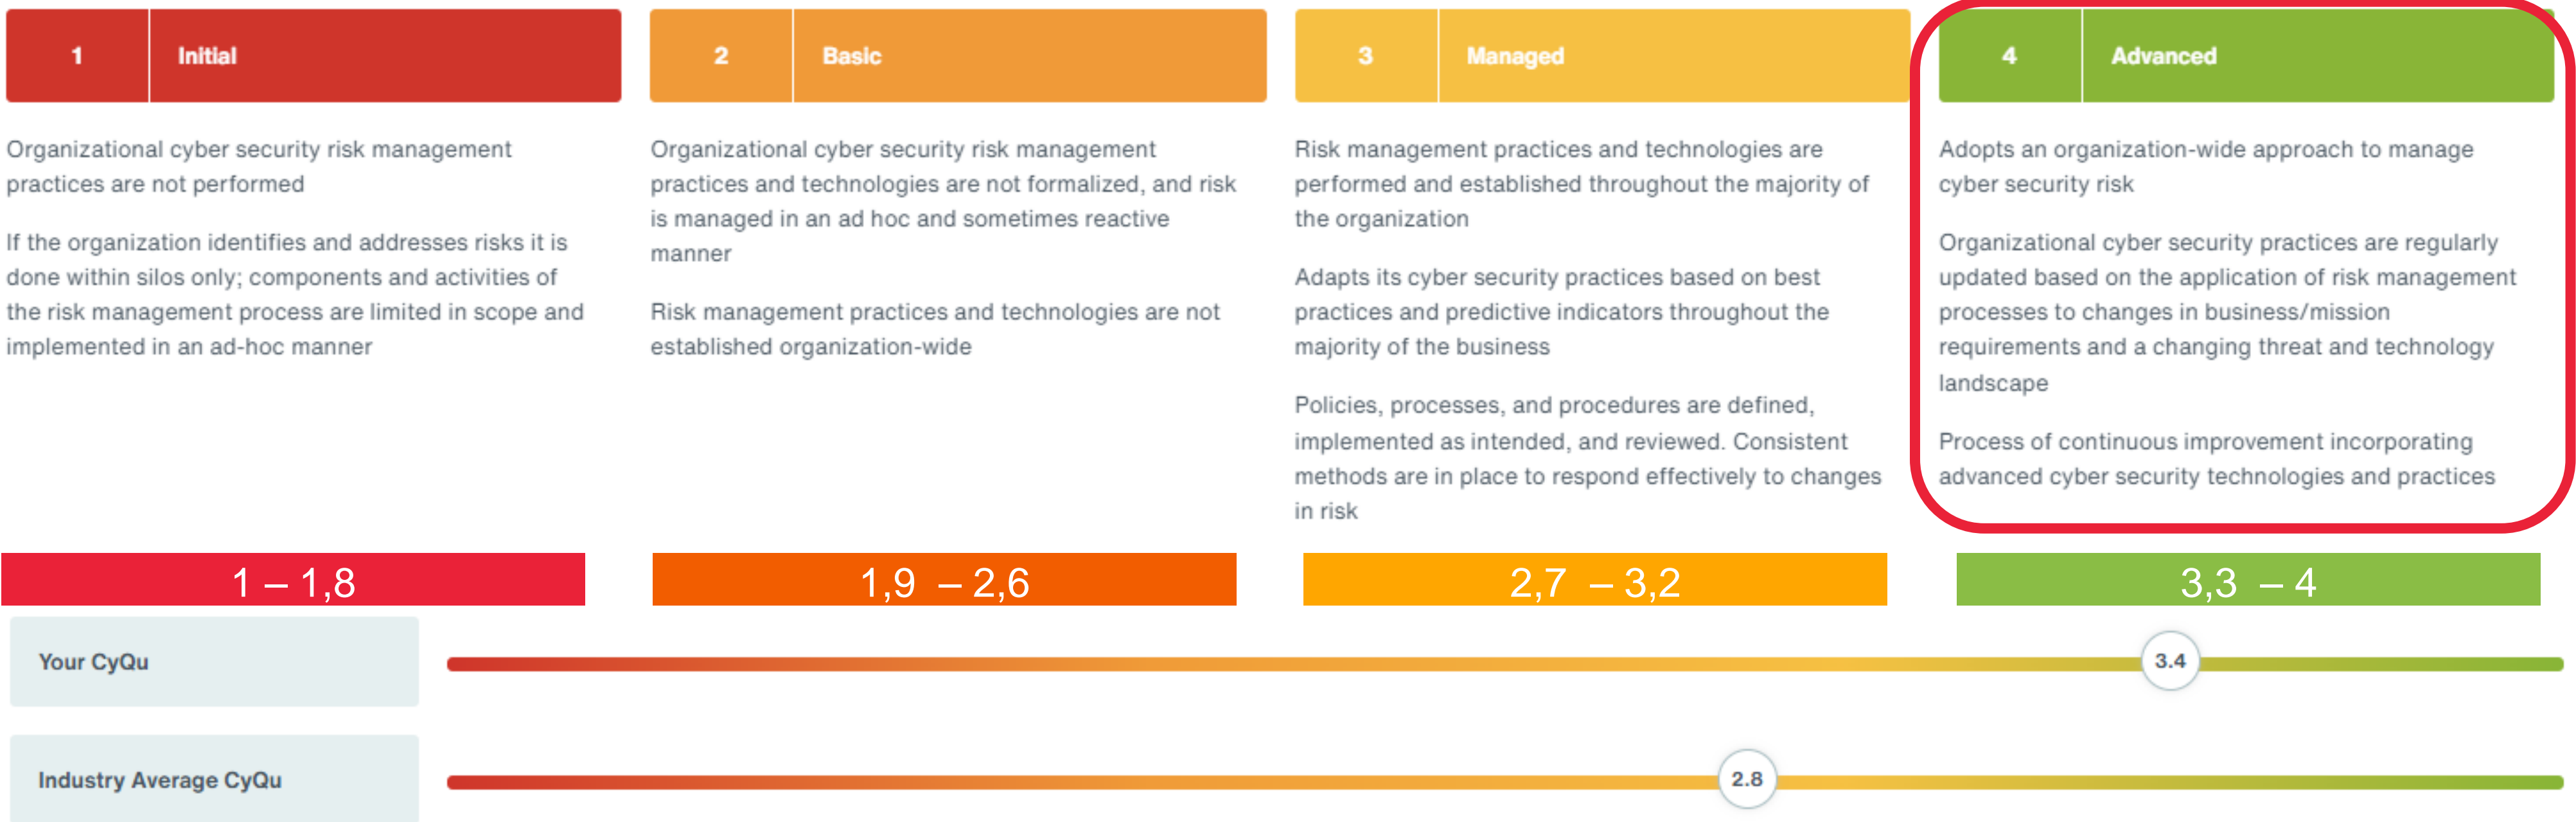 1 Initial
Organizational cyber security risk management
practices are not performed
If the organization identifies and addresses risks it is
done within silos only; components and activities of
the risk management process are limited in scope and
implemented in an ad-hoc manner
2 Basic
Organizational cyber security risk management
practices and technologies are not formalized, and risk
is managed in an ad hoc and sometimes reactive
manner
Risk management practices and technologies are not
established organization-wide
3 Managed
Risk management practices and technologies are
performed and established throughout the majority of
the organization
Adapts its cyber security practices based on best
practices and predictive indicators throughout the
majority of the business
Policies, processes, and procedures are defined,
implemented as intended, and reviewed. Consistent
methods are in place to respond effectively to changes
in risk
4 Advanced
Adopts an organization-wide approach to manage
cyber security risk
Organizational cyber security practices are regularly
updated based on the application of risk management
processes to changes in business/mission
requirements and a changing threat and technology
landscape
Process of continuous improvement incorporating
advanced cyber security technologies and practices
1 – 1,8
1,9 – 2,6
2,7 – 3,2
3,3 – 4
Your CyQu
3.4
Industry Average CyQu
2.8